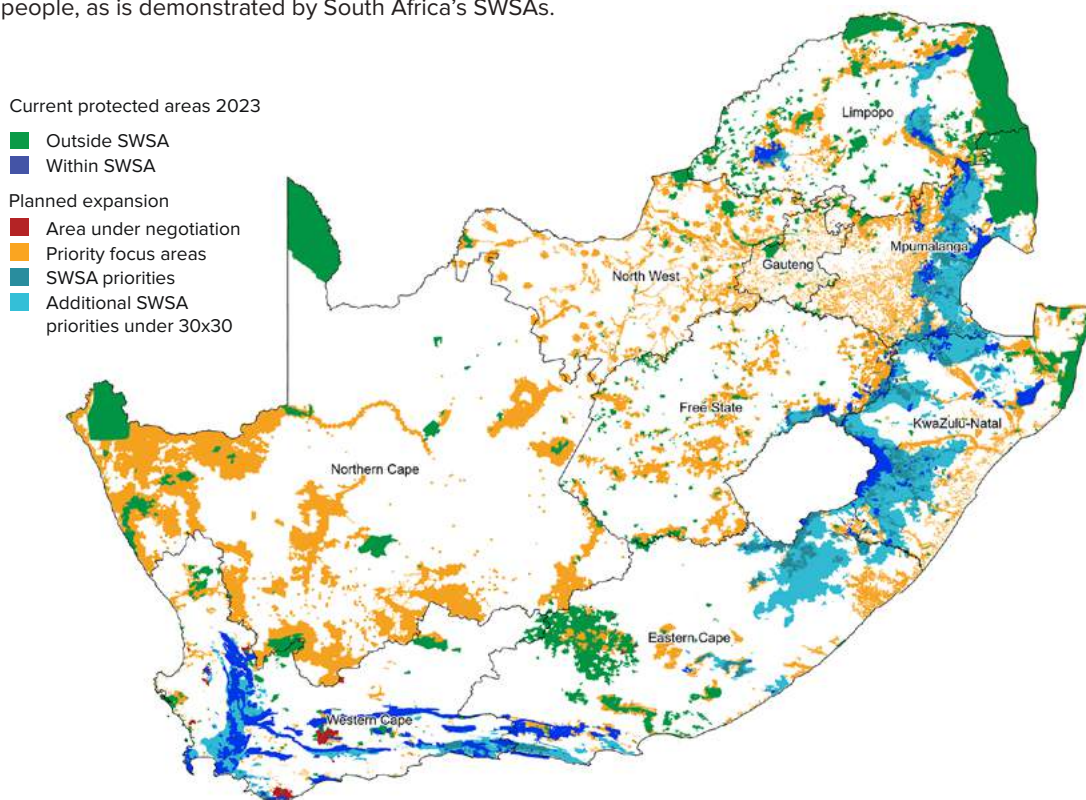 people, as is demonstrated by South Africa's SWSAs.
Current protected areas 2023
Outside SWSA
Within SWSA
Planned expansion
Area under negotiation
Priority focus areas
SWSA priorities
Additional SWSA
priorities under 30x30
Limpopo
Mpumalanga
Gauteng
North West
Free State
KwaZulu-Natal
Northern Cape
Eastern Cape
Western Cape